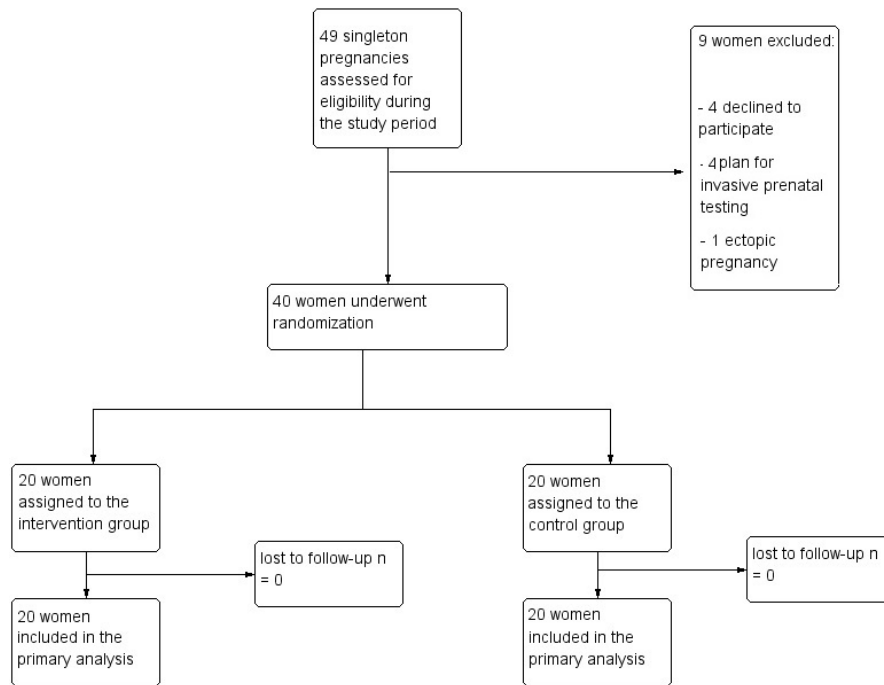 49 singleton
pregnancies
assessed for
eligibility during
the study period
9 women excluded:
- 4 declined to
participate
- 4 plan for
invasive prenatal
testing
- 1 ectopic
pregnancy
40 women underwent
randomization
20 women
assigned to the
intervention group
20 women
assigned to the
control group
lost to follow-up n
= 0
lost to follow-up n
= 0
20 women
included in the
primary analysis
20 women
included in the
primary analysis